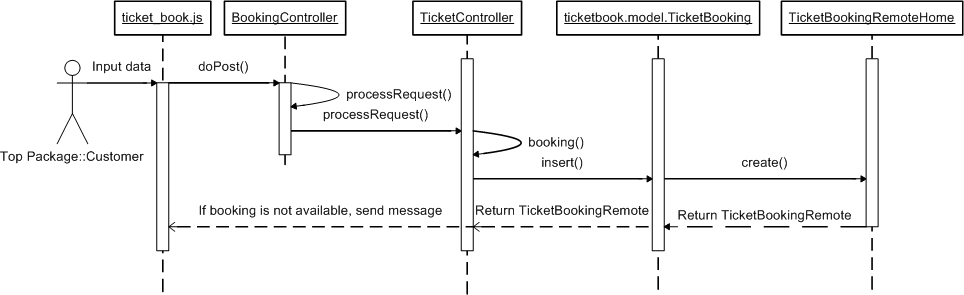 ticket_book.js
BookingController
TicketController
ticketbook.model.TicketBooking
TicketBookingRemoteHome
Input data
doPost()
processRequest()
processRequest()
booking()
Top Package::Customer
insert()
create()
If booking is not available, send message
Return TicketBookingRemote
Return TicketBookingRemote